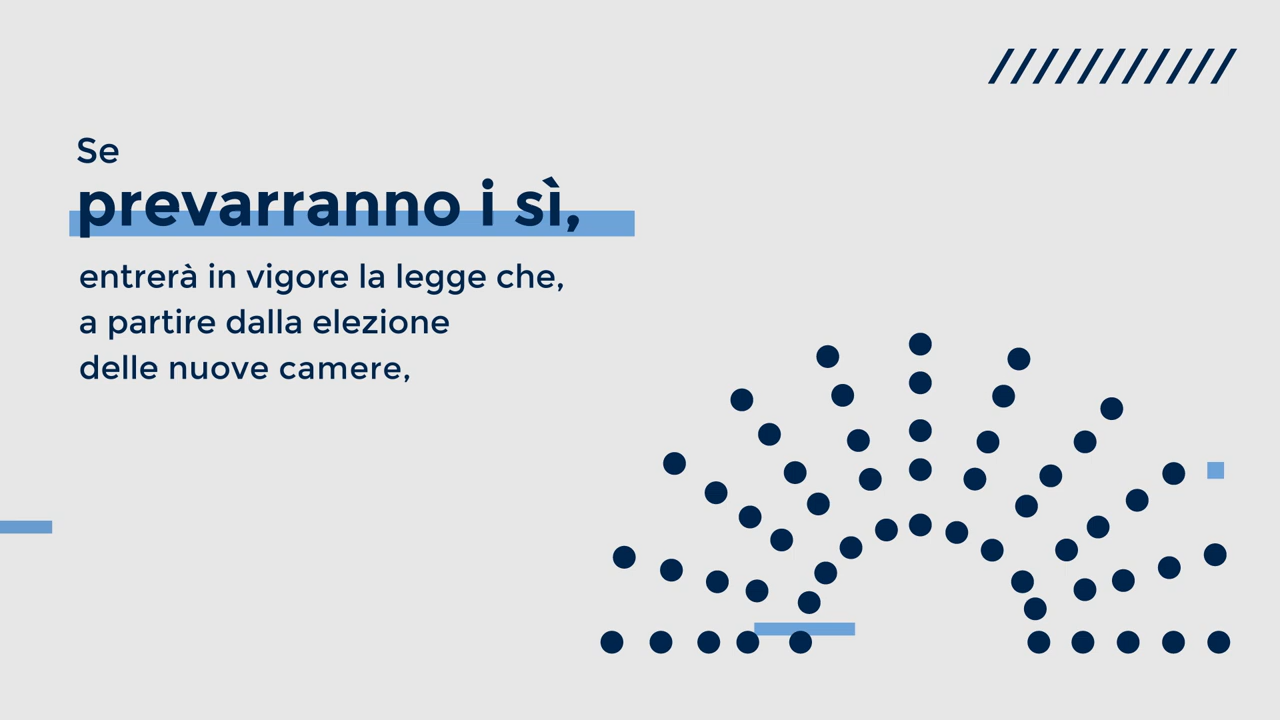 Se
prevarranno i sì,
entrerà in vigore la legge che,
a partire dalla elezione
delle nuove camere,